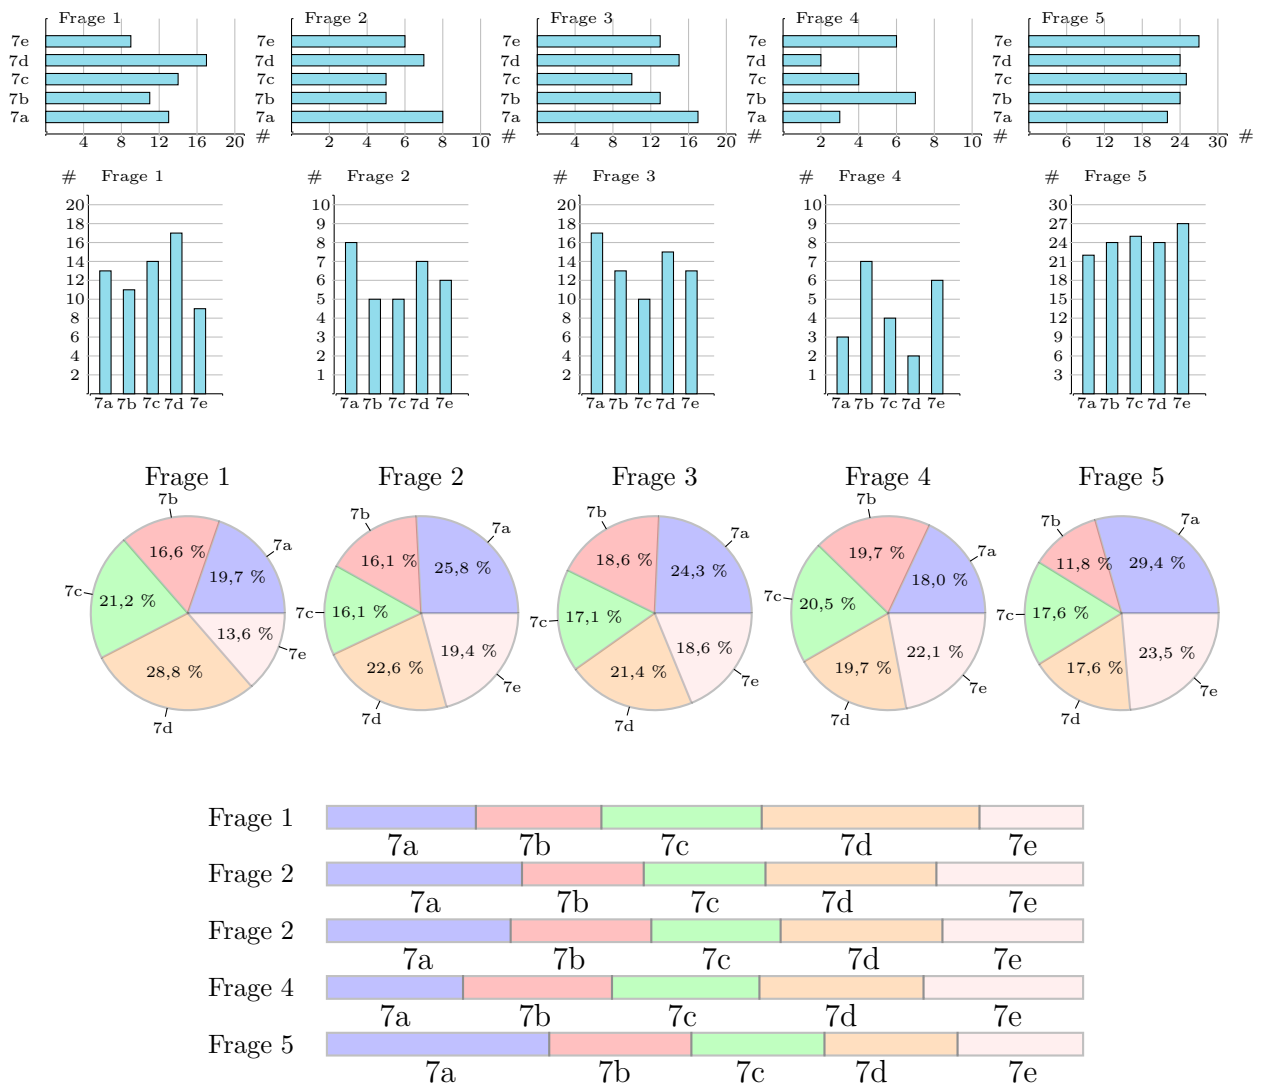 Frage 1 Frage 2 Frage 3 Frage 4 Frage 5
7e 7e 7e 7e 7e
7d 7d 7d 7d 7d
7c 7c 7c 7c 7c
7b 7b 7b 7b 7b
7a 7a 7a 7a 7a
4 8 12 16 20 # 2 4 6 8 10 # 4 8 12 16 20 # 2 4 6 8 10 # 6 12 18 24 30 #
# Frage 1 # Frage 2 # Frage 3 # Frage 4 # Frage 5
20 10 20 10 30
18 9 18 9 27
16 8 16 8 24
14 7 14 7 21
12 6 12 6 18
10 5 10 5 15
8 4 8 4 12
6 3 6 3 9
4 2 4 2 6
2 1 2 1 3
7a 7b 7c 7d 7e 7a 7b 7c 7d 7e 7a 7b 7c 7d 7e 7a 7b 7c 7d 7e 7a 7b 7c 7d 7e
Frage 1
7b
7a
16,6 %
19,7 %
7c
21,2 %
13,6 %
7e
28,8 %
7d
Frage 2
7b
7a
16,1 %
25,8 %
7c
16,1 %
19,4 %
22,6 %
7e
7d
Frage 3
7b
7a
18,6 %
24,3 %
7c
17,1 %
18,6 %
21,4 %
7e
7d
Frage 4
7b
7a
19,7 %
18,0 %
7c
20,5 %
22,1 %
19,7 %
7e
7d
Frage 5
7b
7a
11,8 %
29,4 %
7c
17,6 %
23,5 %
17,6 %
7e
7d
Frage 1
7a 7b 7c 7d 7e
Frage 2
7a 7b 7c 7d 7e
Frage 2
7a 7b 7c 7d 7e
Frage 4
7a 7b 7c 7d 7e
Frage 5
7a 7b 7c 7d 7e